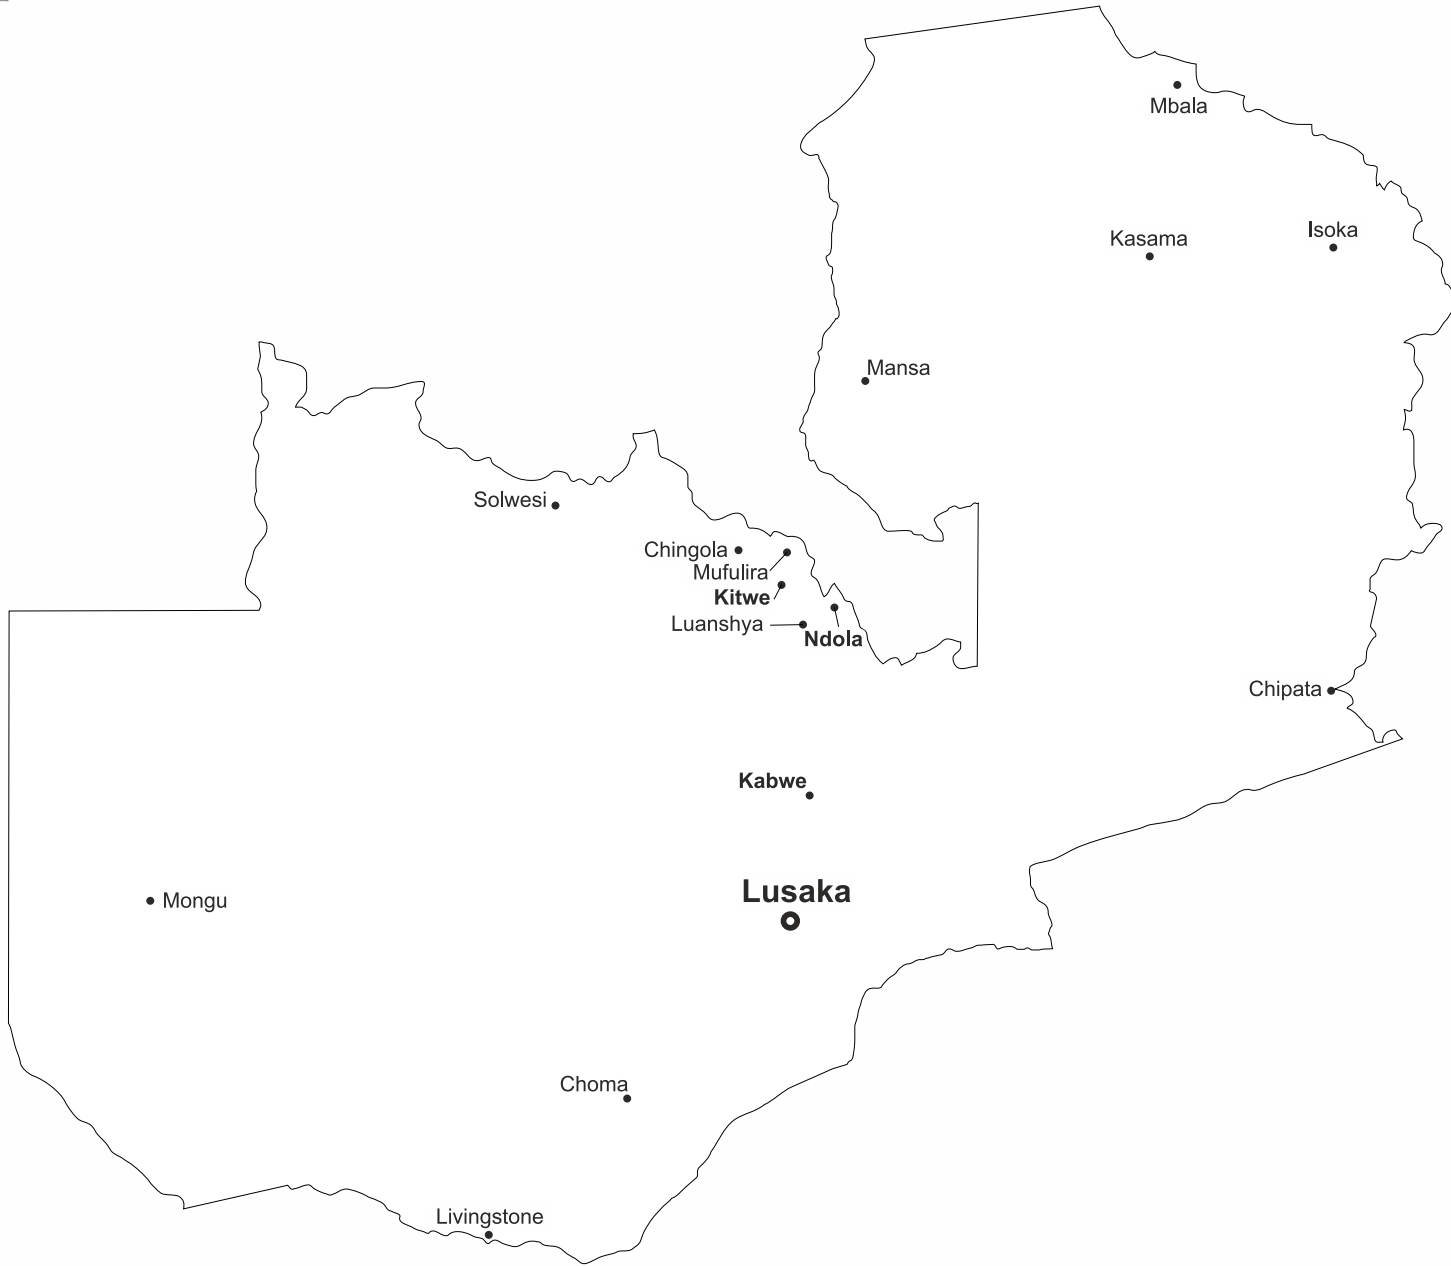 Mbala
Isoka
Kasama
Mansa
Solwesi
Chingola
Mufulira
Kitwe
Luanshya
Ndola
Chipata
Kabwe
Lusaka
Mongu
Choma
Livingstone